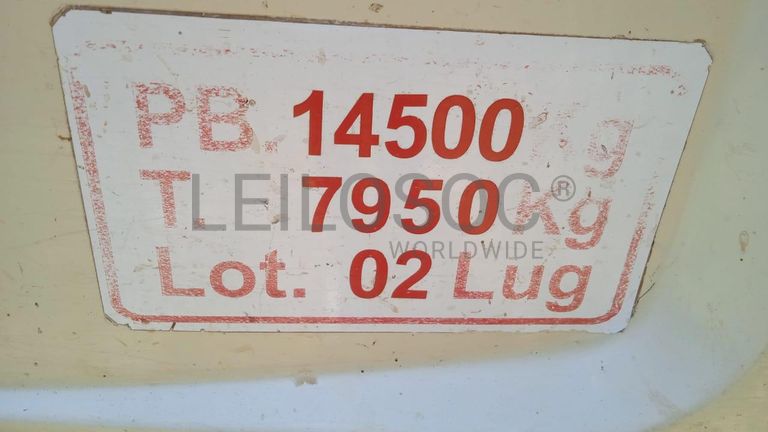 PB. 14500 Kg
T. 7950 Kg
LEILOSOC®
WORLDWIDE
Lot. 02 Lug